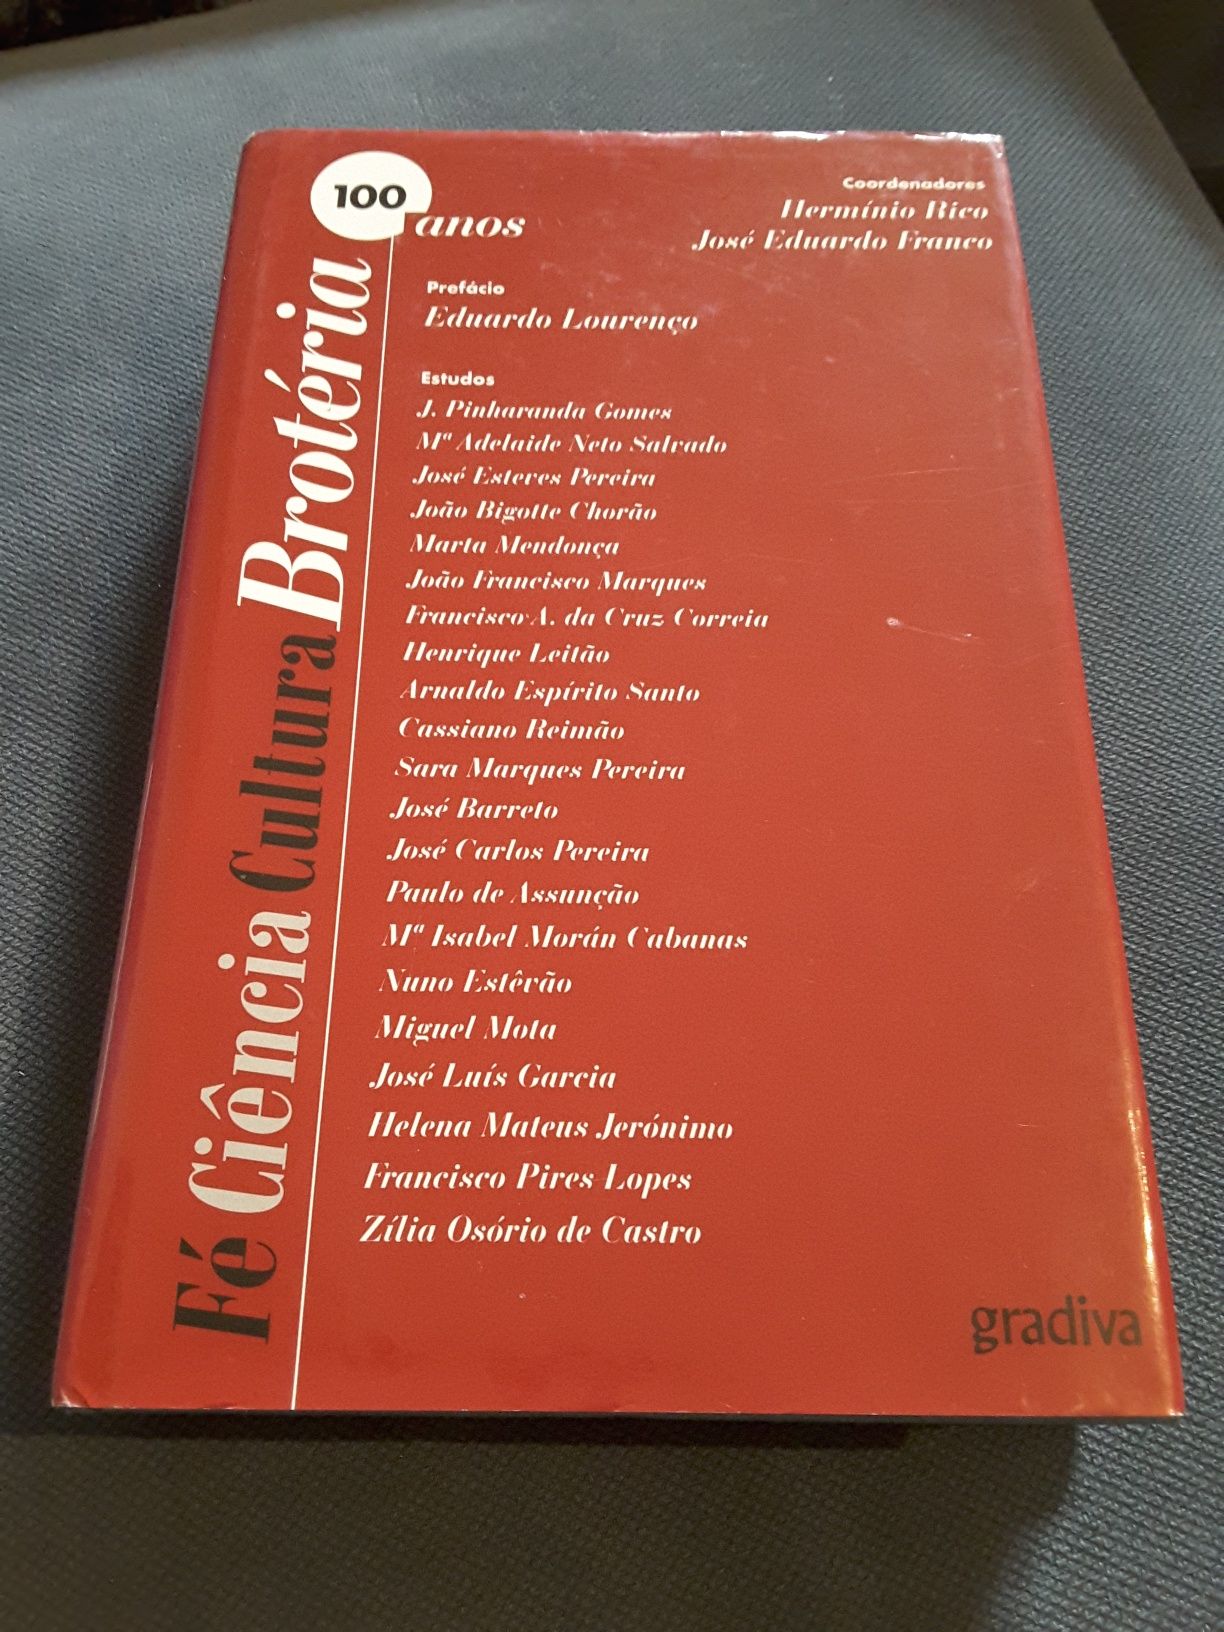 100 anos
Coordenadores
Hermínio Rico
José Eduardo Franco
Prefácio
Eduardo Lourenço
Estudos
J. Pinharanda Gomes
Mª Adelaide Neto Salvado
José Esteves Pereira
João Bigotte Chorão
Marta Mendonça
João Francisco Marques
Francisco A. da Cruz Correia
Henrique Leitão
Arnaldo Espírito Santo
Cassiano Reimão
Sara Marques Pereira
José Barreto
José Carlos Pereira
Paulo de Assunção
Mª Isabel Morán Cabanas
Nuno Estêvão
Miguel Mota
José Luís Garcia
Helena Mateus Jerónimo
Francisco Pires Lopes
Zília Osório de Castro
Fé Ciência Cultura Brotéria
gradiva